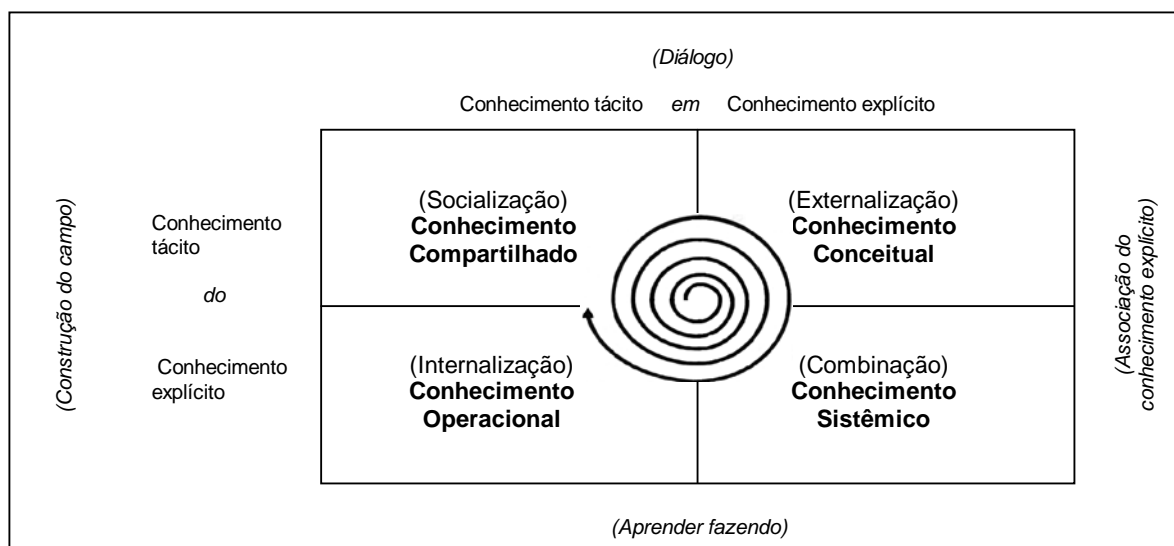 (Diálogo)
Conhecimento tácito em Conhecimento explícito
(Construção do campo)
Conhecimento
tácito
do
Conhecimento
explícito
(Socialização)
Conhecimento
Compartilhado
(Externalização)
Conhecimento
Conceitual
(Internalização)
Conhecimento
Operacional
(Combinação)
Conhecimento
Sistêmico
(Associação do
conhecimento explícito)
(Aprender fazendo)